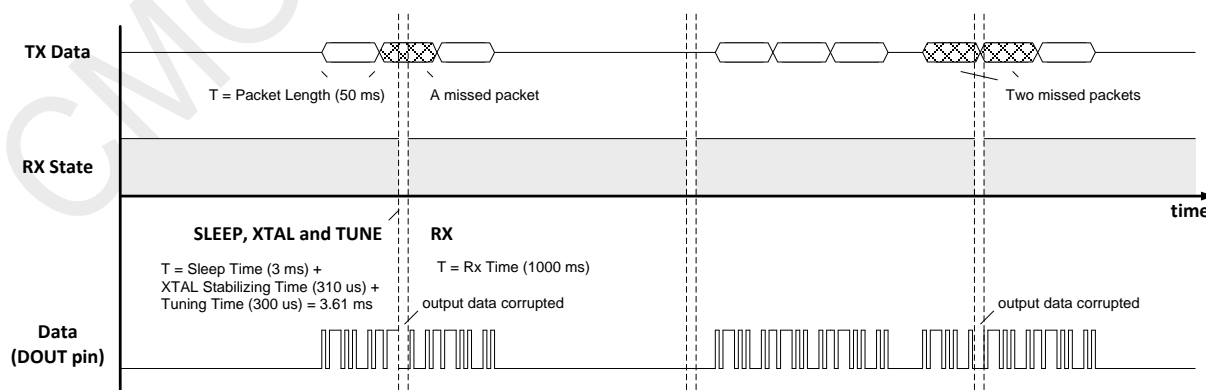 CMO
TX Data
T = Packet Length (50 ms)
A missed packet
Two missed packets
RX State
time
SLEEP, XTAL and TUNE
RX
T = Sleep Time (3 ms) +
XTAL Stabilizing Time (310 us) +
Tuning Time (300 us) = 3.61 ms
T = Rx Time (1000 ms)
output data corrupted
output data corrupted
Data
(DOUT pin)